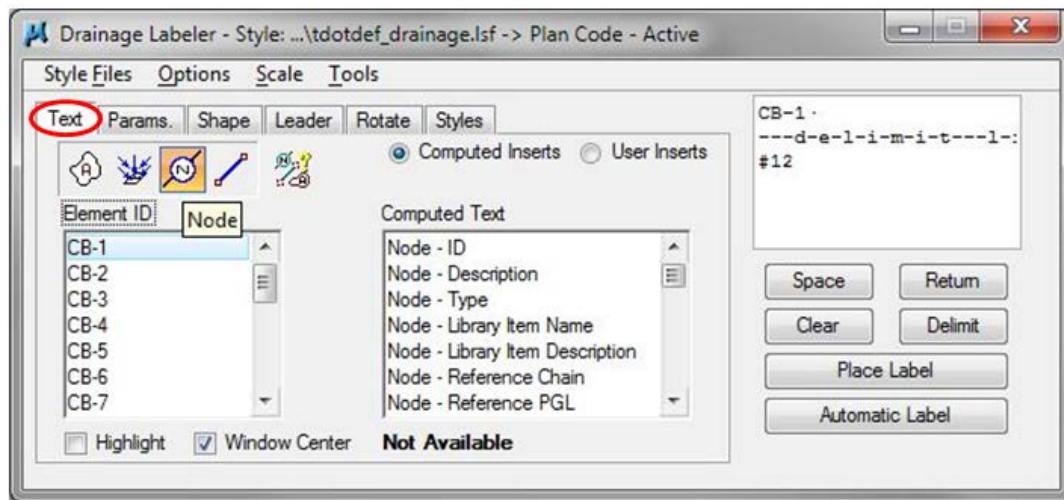 Drainage Labeler - Style: ...\tdotdef_drainage.lsf -> Plan Code - Active
Style Files Options Scale Tools
Text Params. Shape Leader Rotate Styles
Computed Inserts User Inserts
Element ID
Node
Computed Text
CB-1
CB-2
CB-3
CB-4
CB-5
CB-6
CB-7
Node - ID
Node - Description
Node - Type
Node - Library Item Name
Node - Library Item Description
Node - Reference Chain
Node - Reference PGL
Highlight Window Center Not Available
CB-1
---d-e-l-i-m-i-t---l-
#12
Space Return
Clear Delimit
Place Label
Automatic Label